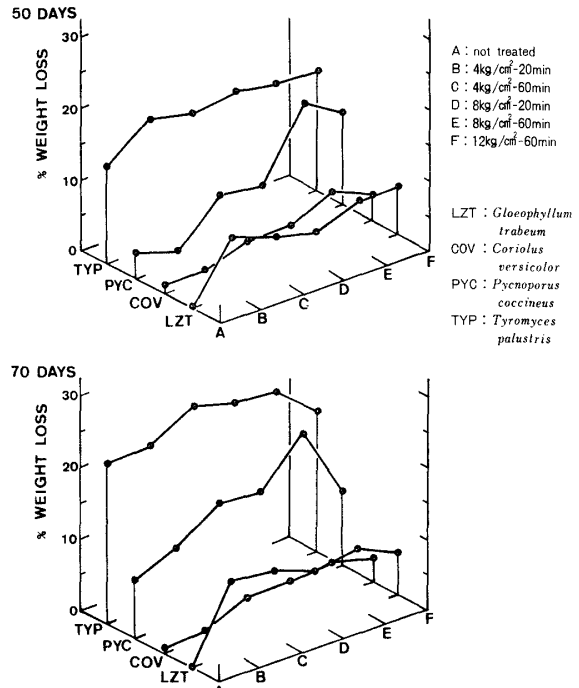 50 DAYS
30
20
10
0
% WEIGHT LOSS
TYP
PYC
COV
LZT
A
B
C
D
E
F
A : not treated
B : 4kg/cm²-20min
C : 4kg/cm²-60min
D : 8kg/cm²-20min
E : 8kg/cm²-60min
F : 12kg/cm²-60min
LZT : Gloeophyllum
trabeum
COV : Coriolus
versicolor
PYC : Pycnoporus
coccineus
TYP : Tyromyces
palustris
70 DAYS
30
20
10
0
% WEIGHT LOSS
TYP
PYC
COV
LZT
A
B
C
D
E
F